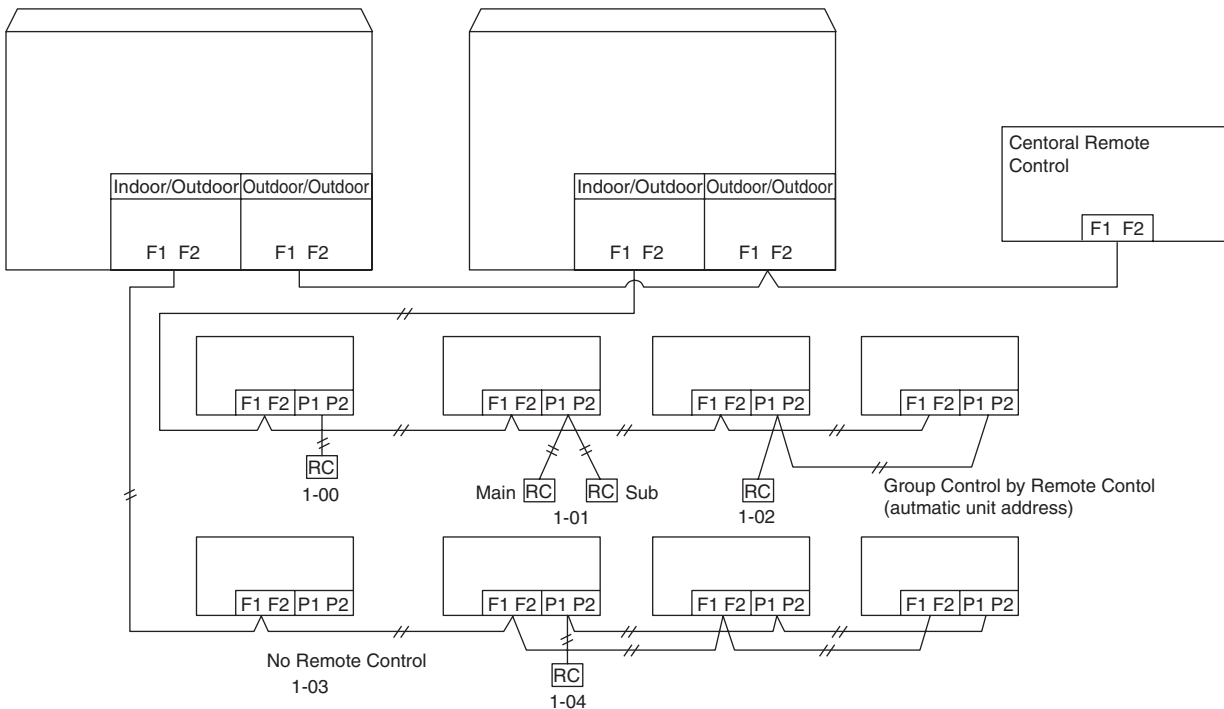 Indoor/Outdoor Outdoor/Outdoor
F1 F2 F1 F2
Indoor/Outdoor Outdoor/Outdoor
F1 F2 F1 F2
Centoral Remote
Control
F1 F2
F1 F2 P1 P2
F1 F2 P1 P2
F1 F2 P1 P2
F1 F2 P1 P2
RC
1-00
Main RC RC Sub
1-01
RC
1-02
Group Control by Remote Contol
(autmatic unit address)
F1 F2 P1 P2
F1 F2 P1 P2
F1 F2 P1 P2
F1 F2 P1 P2
No Remote Control
1-03
RC
1-04